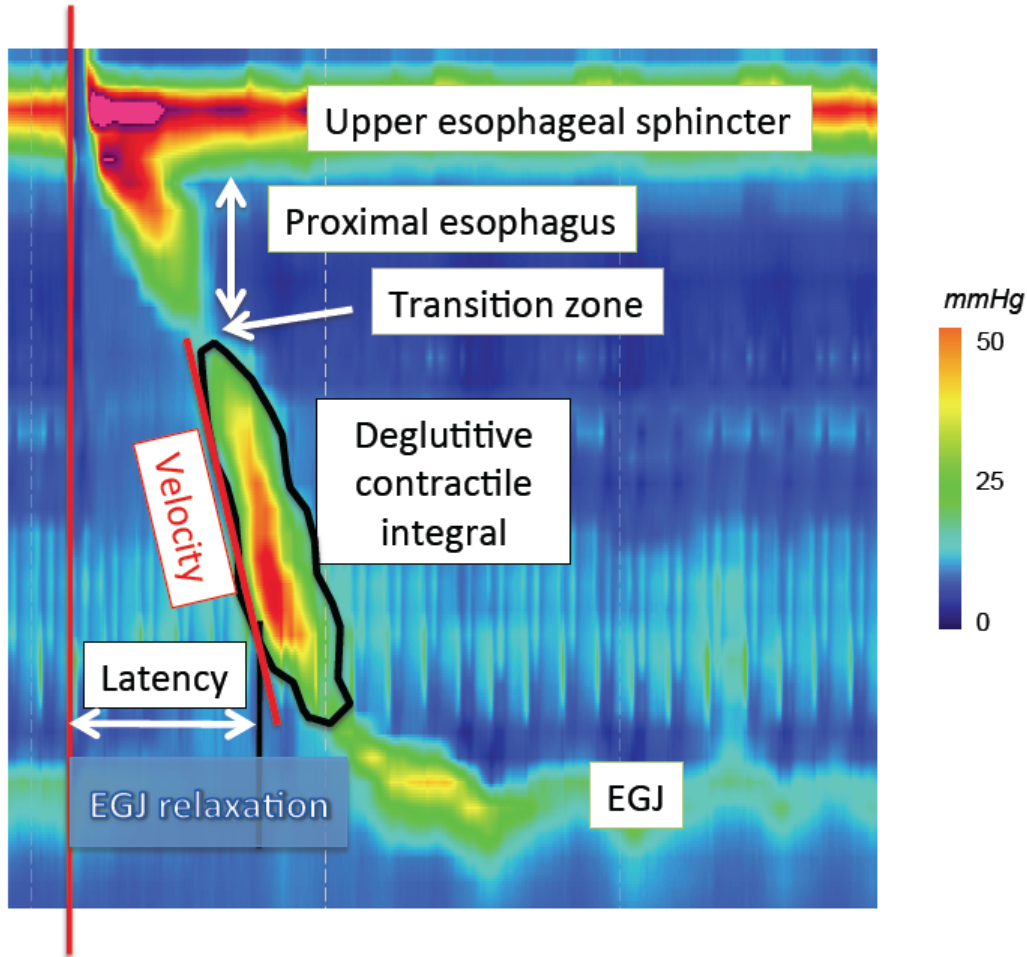 Upper esophageal sphincter
Proximal esophagus
Transition zone
mmHg
50
25
0
Deglutitive
contractile
integral
Velocity
Latency
EGJ relaxation
EGJ